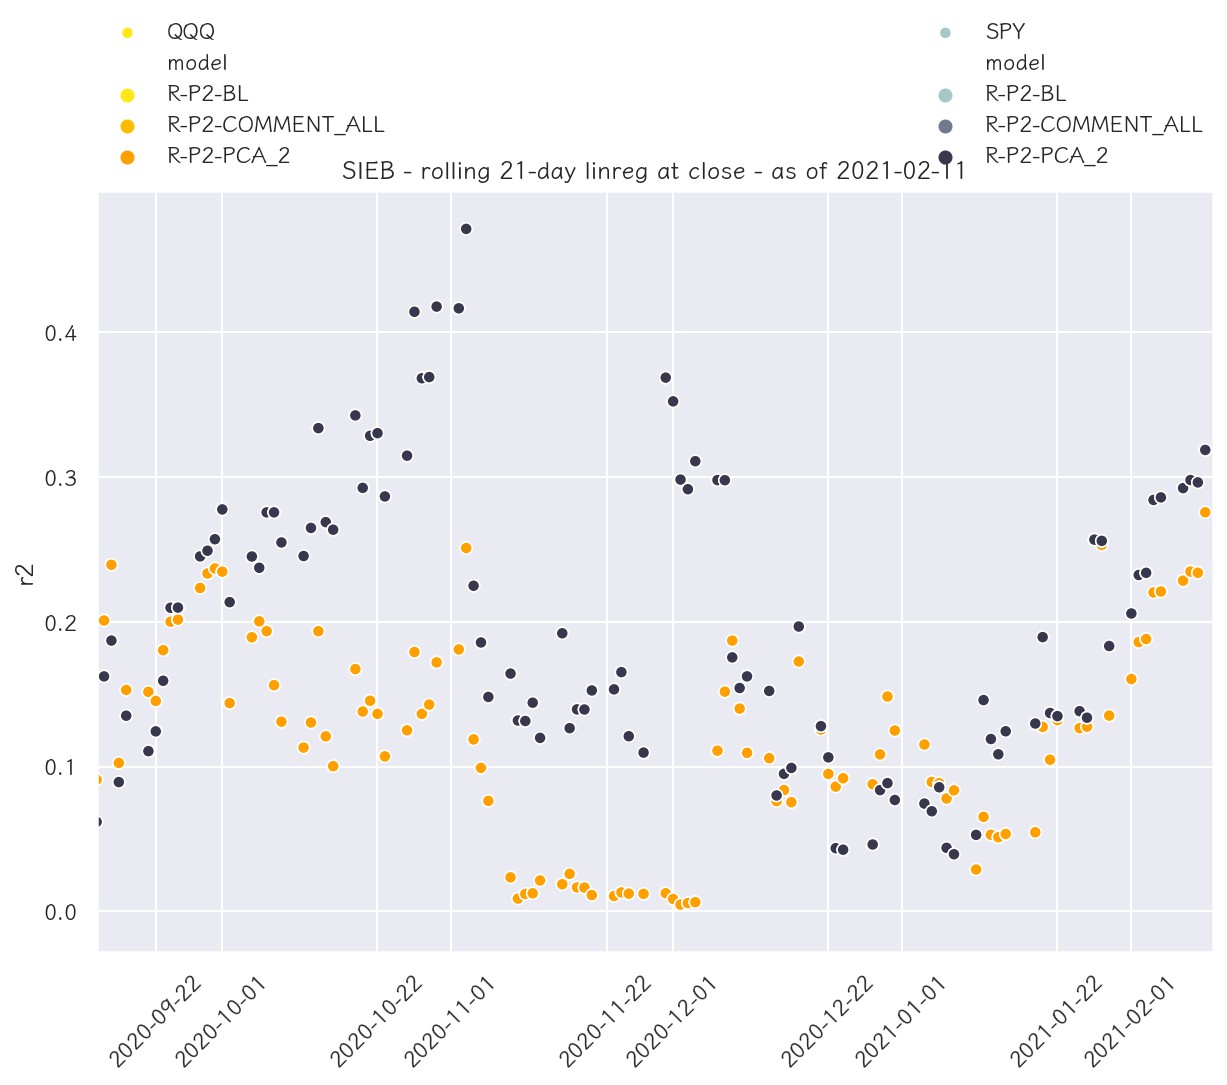 QQQ
model
R-P2-BL
R-P2-COMMENT_ALL
R-P2-PCA_2
SPY
model
R-P2-BL
R-P2-COMMENT_ALL
R-P2-PCA_2
SIEB - rolling 21-day linreg at close - as of 2021-02-11
r2
0.4
0.3
0.2
0.1
0.0
2020-09-22
2020-10-01
2020-10-22
2020-11-01
2020-11-22
2020-12-01
2020-12-22
2021-01-01
2021-01-22
2021-02-01